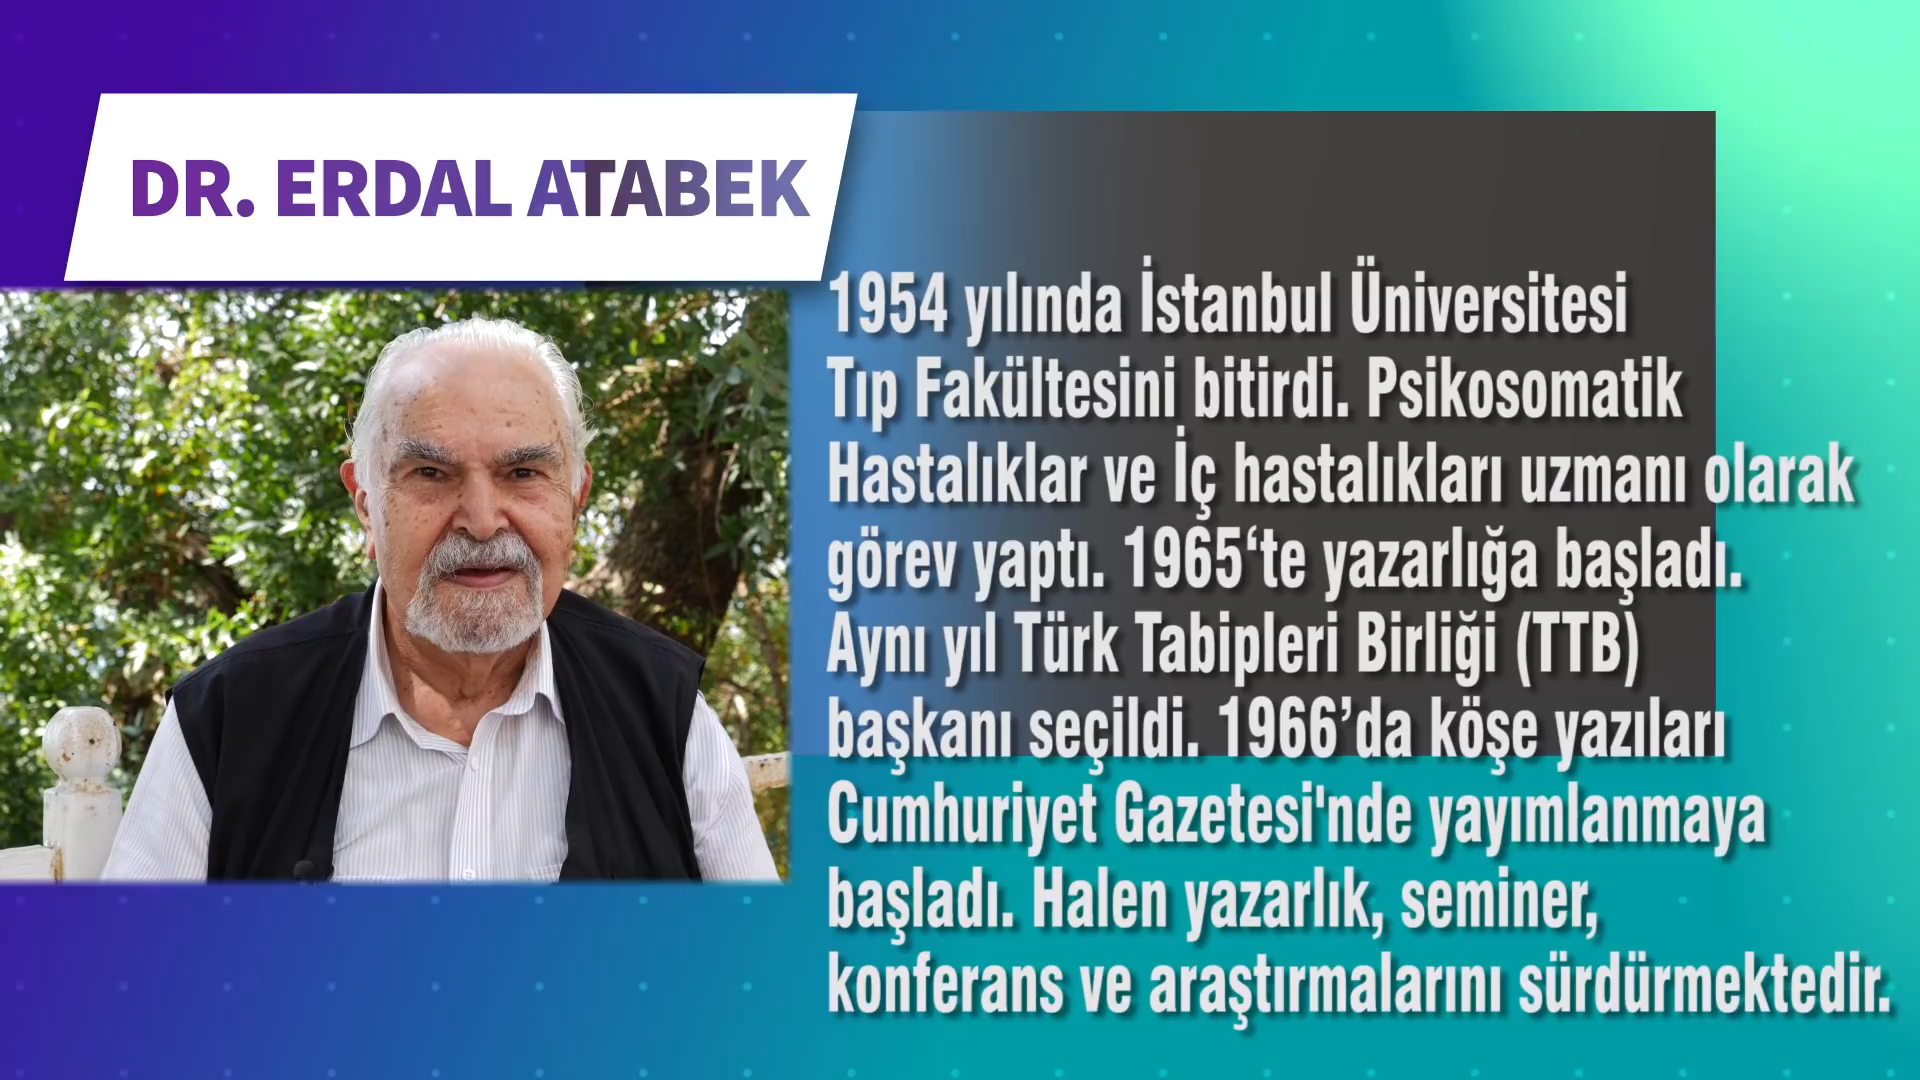 DR. ERDAL ATABEK
1954 yılında İstanbul Üniversitesi
Tıp Fakültesini bitirdi. Psikosomatik
Hastalıklar ve İç hastalıkları uzmanı olarak
görev yaptı. 1965‘te yazarlığa başladı.
Aynı yıl Türk Tabipleri Birliği (TTB)
başkanı seçildi. 1966’da köşe yazıları
Cumhuriyet Gazetesi'nde yayımlanmaya
başladı. Halen yazarlık, seminer,
konferans ve araştırmalarını sürdürmektedir.